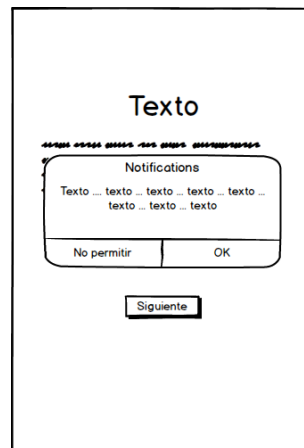 Texto
Notifications
Texto .... texto ... texto ... texto ... texto ...
texto ... texto ... texto
No permitir
OK
Siguiente